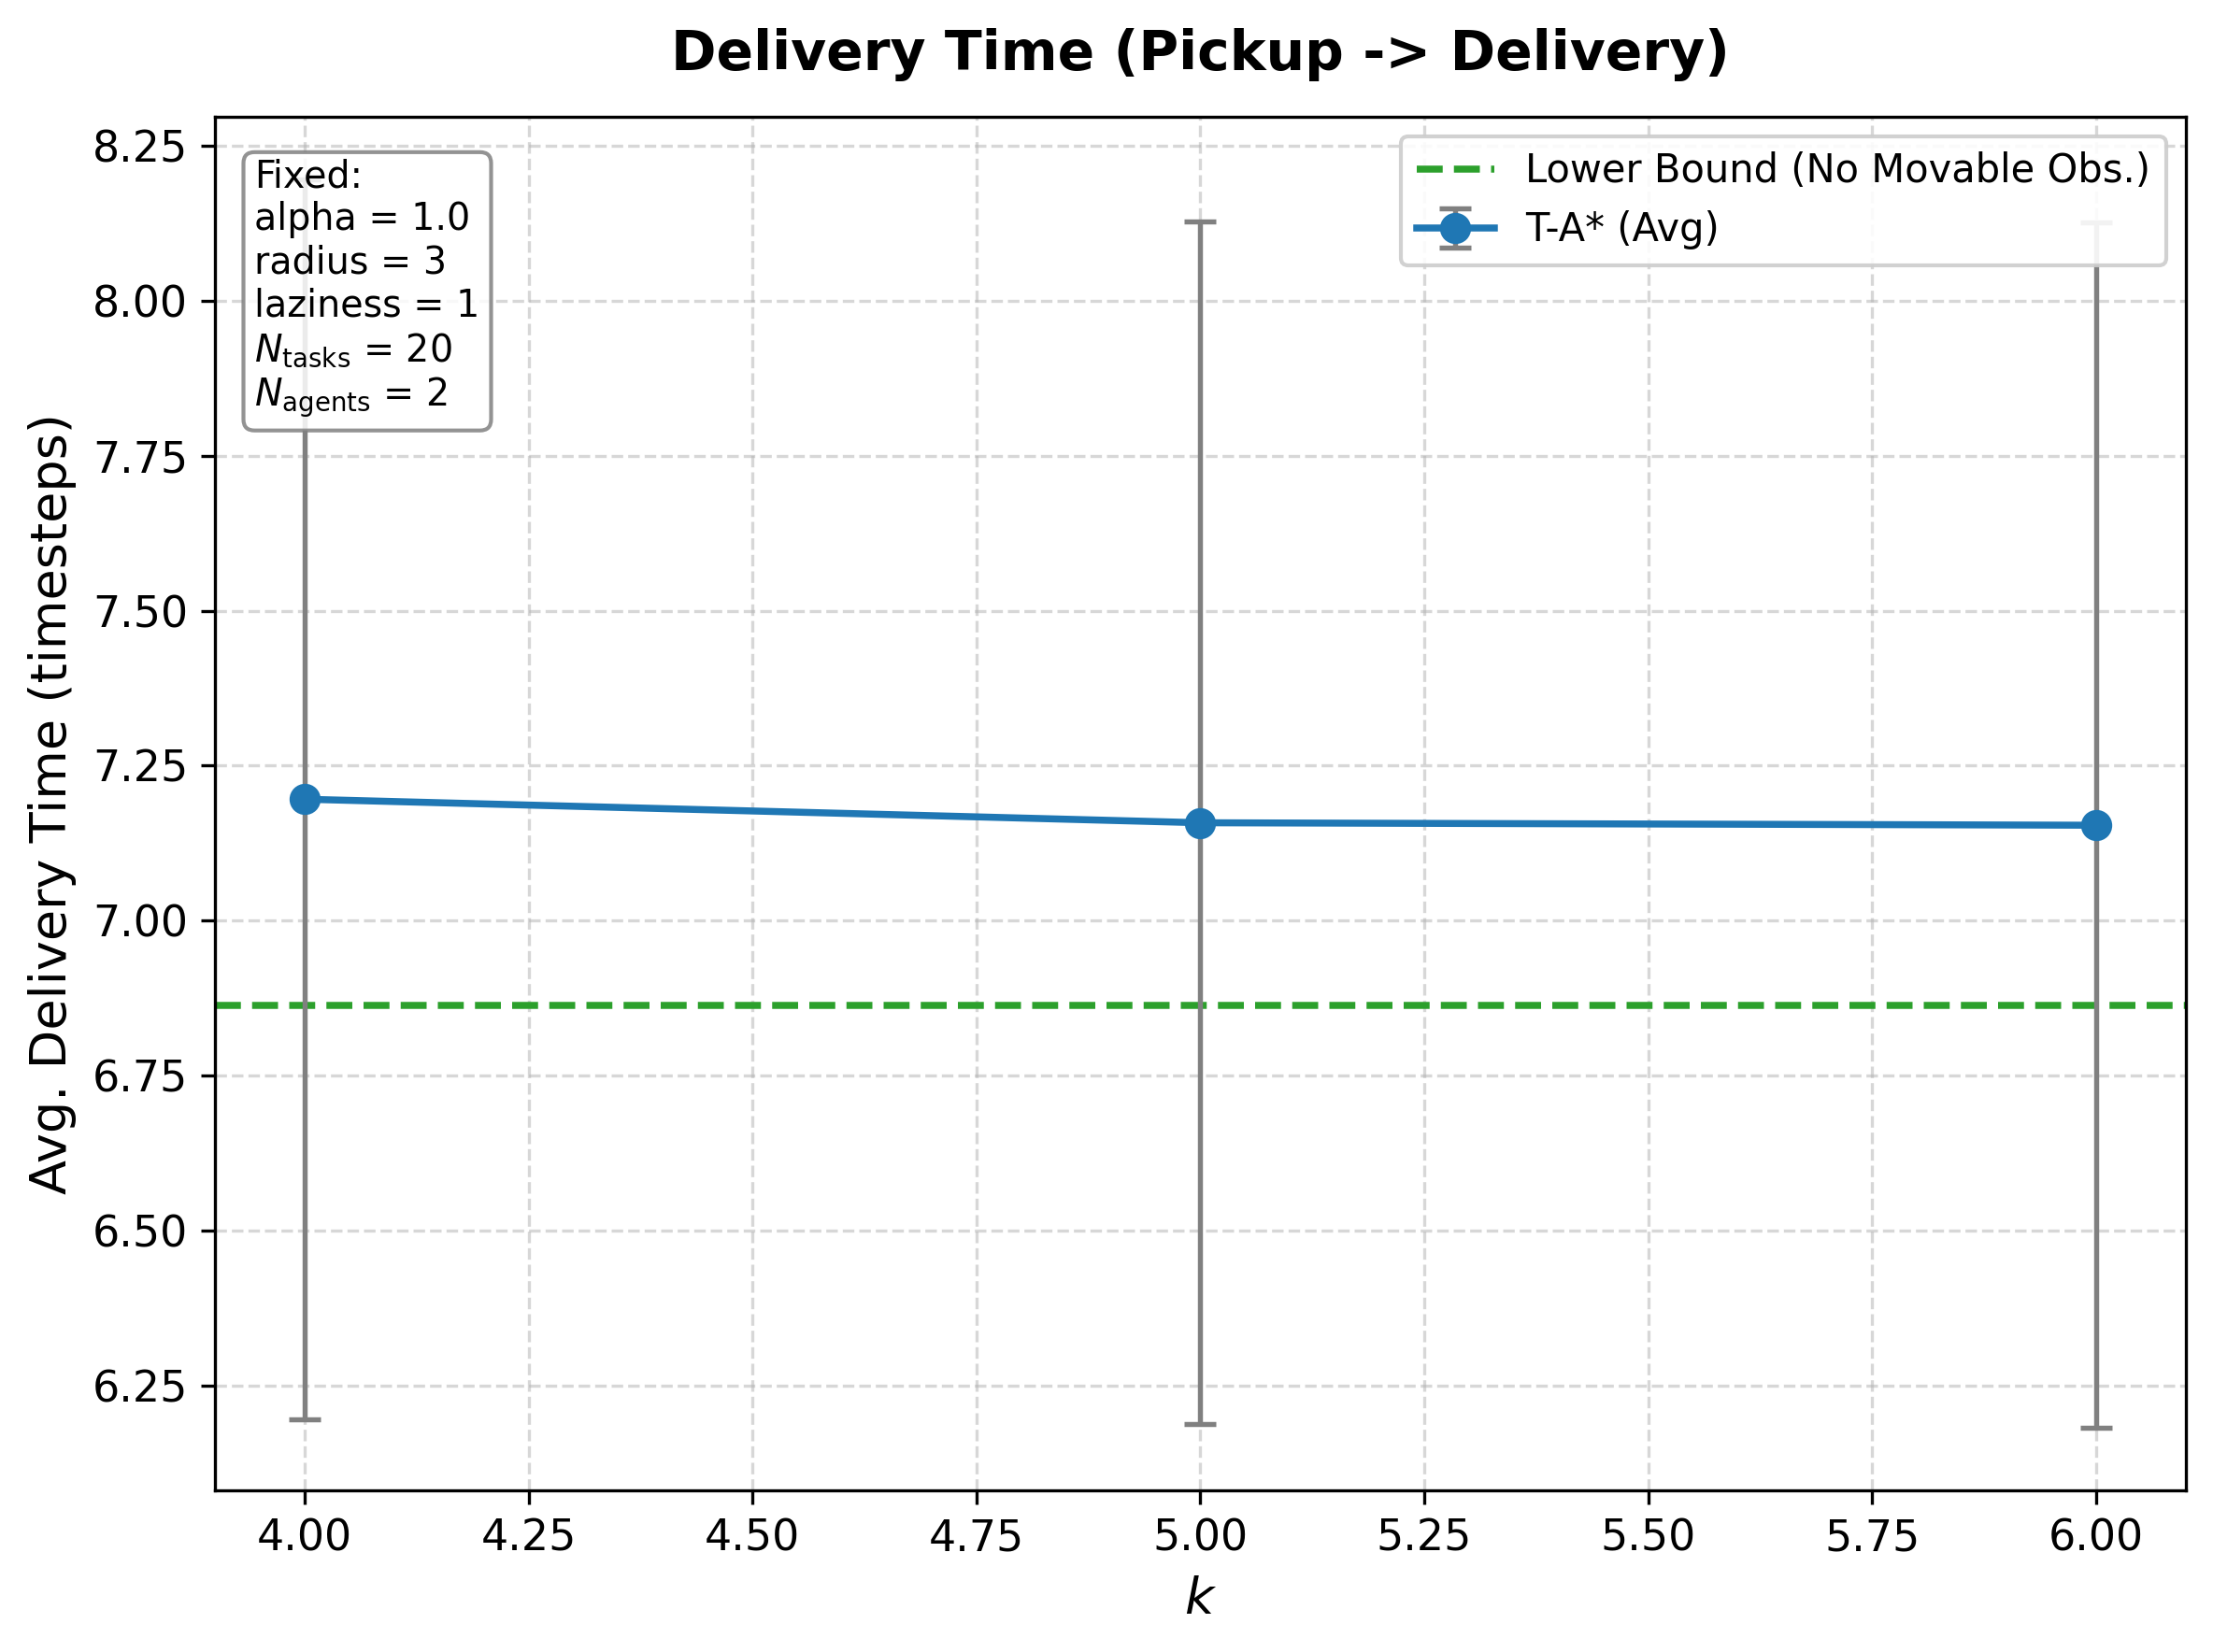 Delivery Time (Pickup -> Delivery)
Fixed:
alpha = 1.0
radius = 3
laziness = 1
N_tasks = 20
N_agents = 2
Lower Bound (No Movable Obs.)
T-A* (Avg)
Avg. Delivery Time (timesteps)
8.25
8.00
7.75
7.50
7.25
7.00
6.75
6.50
6.25
4.00 4.25 4.50 4.75 5.00 5.25 5.50 5.75 6.00
k